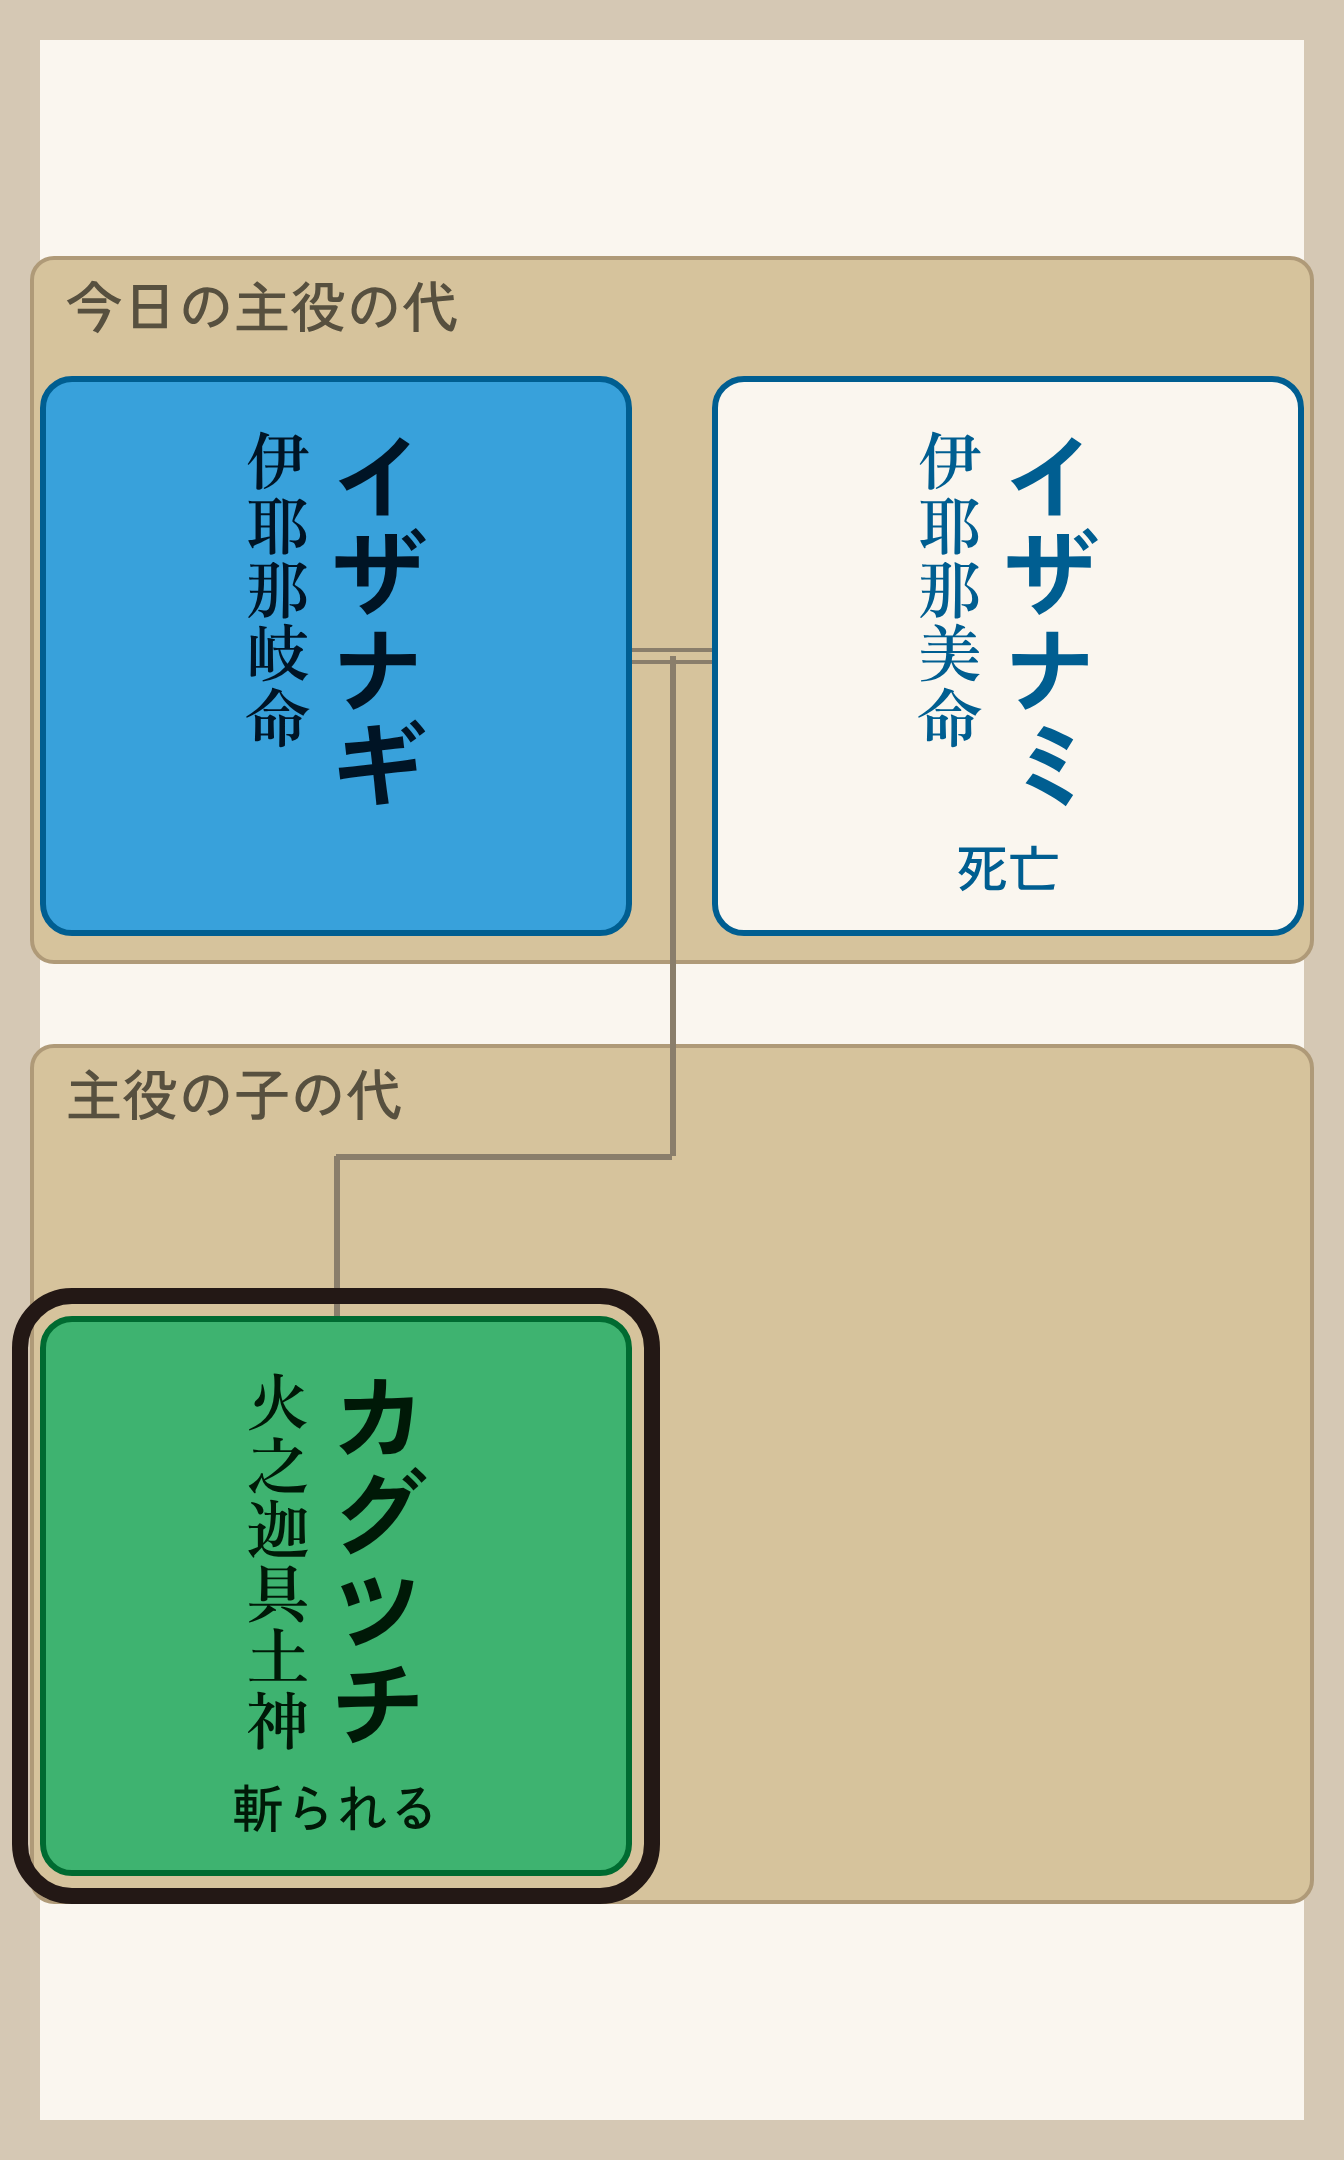 今日の主役の代
イザナギ
伊耶那岐命
イザナミ
伊耶那美命
死亡
主役の子の代
カグツチ
火之迦具土神
斬られる